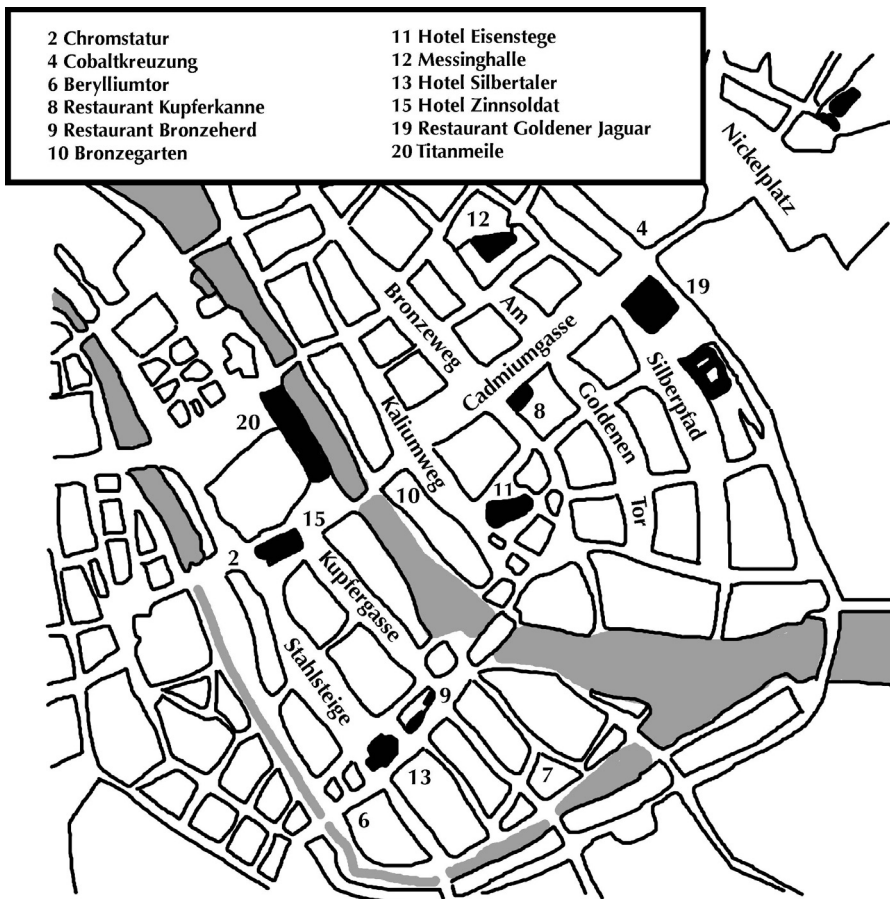 2 Chromstatur
4 Cobaltkreuzung
6 Berylliumtor
8 Restaurant Kupferkanne
9 Restaurant Bronzeherd
10 Bronzegarten
11 Hotel Eisenstege
12 Messinghalle
13 Hotel Silbertaler
15 Hotel Zinnsoldat
19 Restaurant Goldener Jaguar
20 Titanmeile
Nickelplatz
12
4
19
Bronzeweg
Am
Cadmiumgasse
Silberpfad
20
Kaliumweg
8
Goldenen
10
11
Tor
15
2
Kupfergasse
Stahlsteige
9
13
7
6